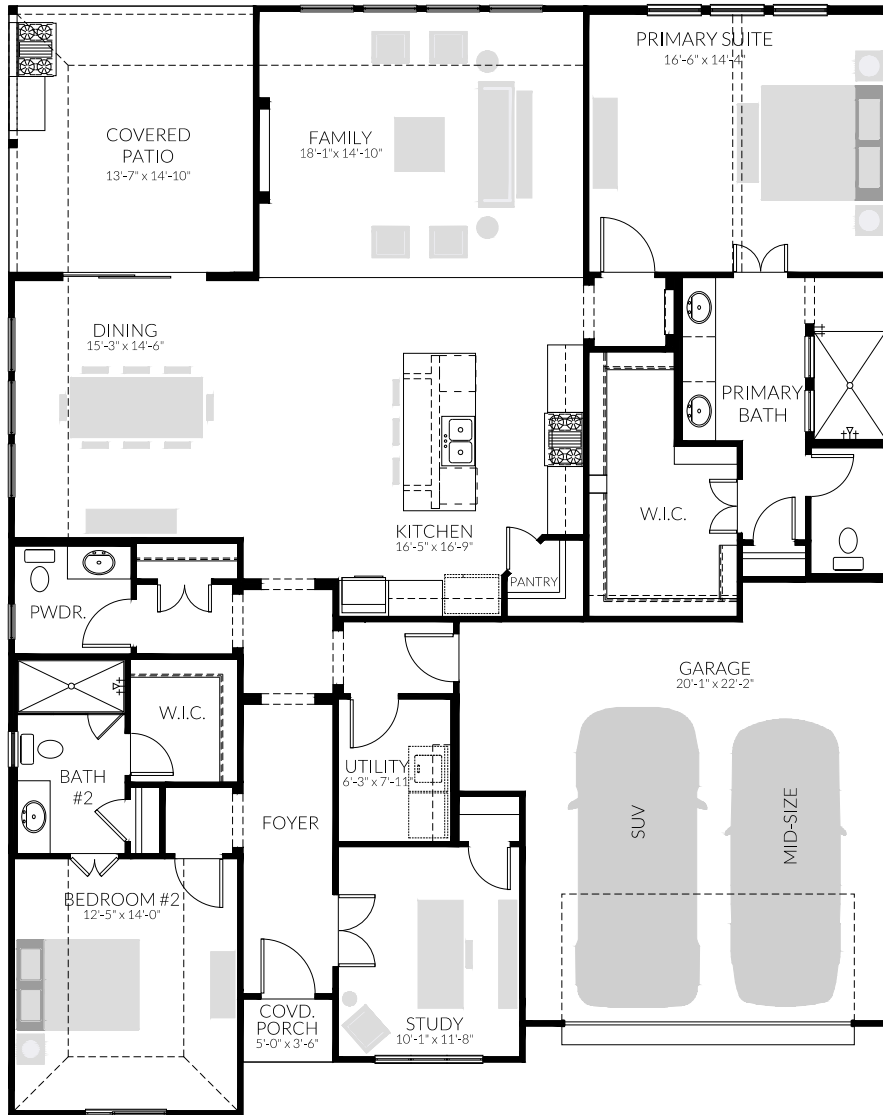 PRIMARY SUITE
16'-6" x 14'-4"
COVERED
PATIO
13'-7" x 14'-10"
FAMILY
18'-1" x 14'-10"
DINING
15'-3" x 14'-6"
PRIMARY
BATH
KITCHEN
16'-5" x 16'-9"
W.I.C.
PANTRY
PWDR.
GARAGE
20'-1" x 22'-2"
W.I.C.
BATH
#2
UTILITY
6'-3" x 7'-11"
FOYER
SUV
MID-SIZE
BEDROOM #2
12'-5" x 14'-0"
COVD.
PORCH
5'-0" x 3'-6"
STUDY
10'-1" x 11'-8"